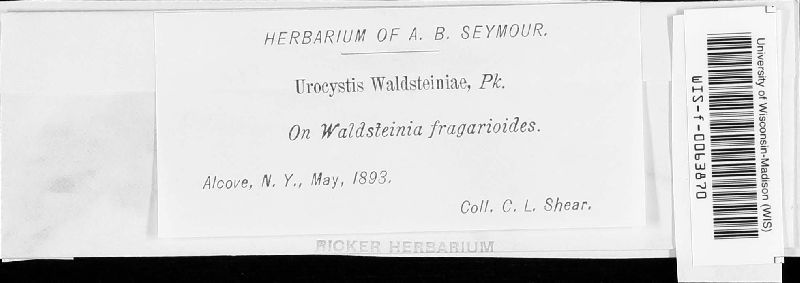 HERBARIUM OF A. B. SEYMOUR.
Urocystis Waldsteiniae, Pk.
On Waldsteinia fragarioides.
Alcove, N. Y., May, 1893.
Coll. C. L. Shear.
RICKER HERBARIUM
University of Wisconsin-Madison (WIS)
WIS-f-0063870